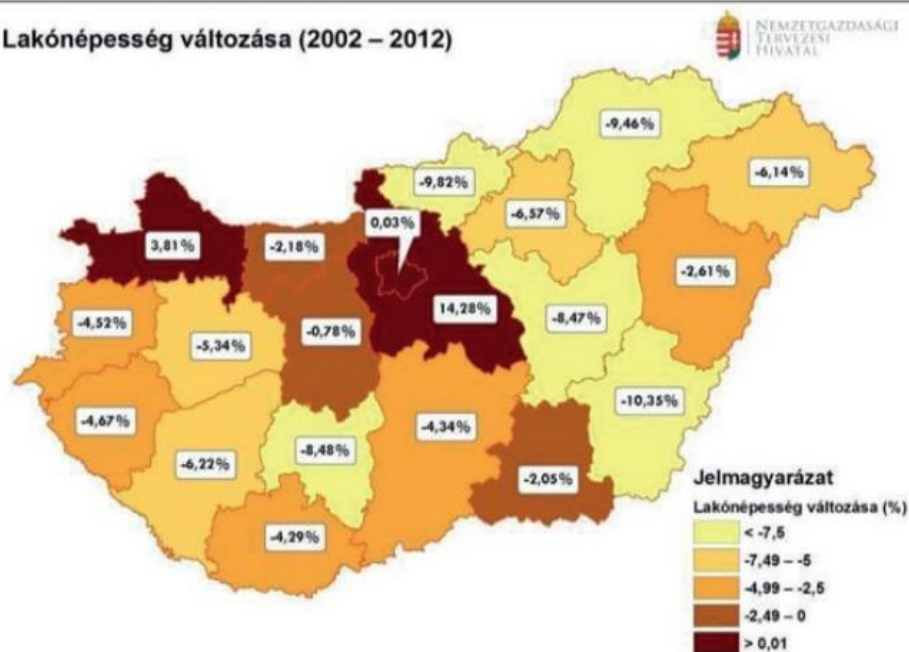 Lakónépesség változása (2002 – 2012)
NEMZETGAZDASÁGI
TERVEZÉSI
HIVATAL
-9,46%
-6,14%
-9,82%
-6,57%
0,03%
3,81%
-2,18%
-2,61%
14,28%
-8,47%
-4,52%
-5,34%
-0,78%
-10,35%
-4,67%
-4,34%
-8,48%
-6,22%
-2,05%
-4,29%
Jelmagyarázat
Lakónépesség változása (%)
< -7,5
-7,49 – -5
-4,99 – -2,5
-2,49 – 0
> 0,01